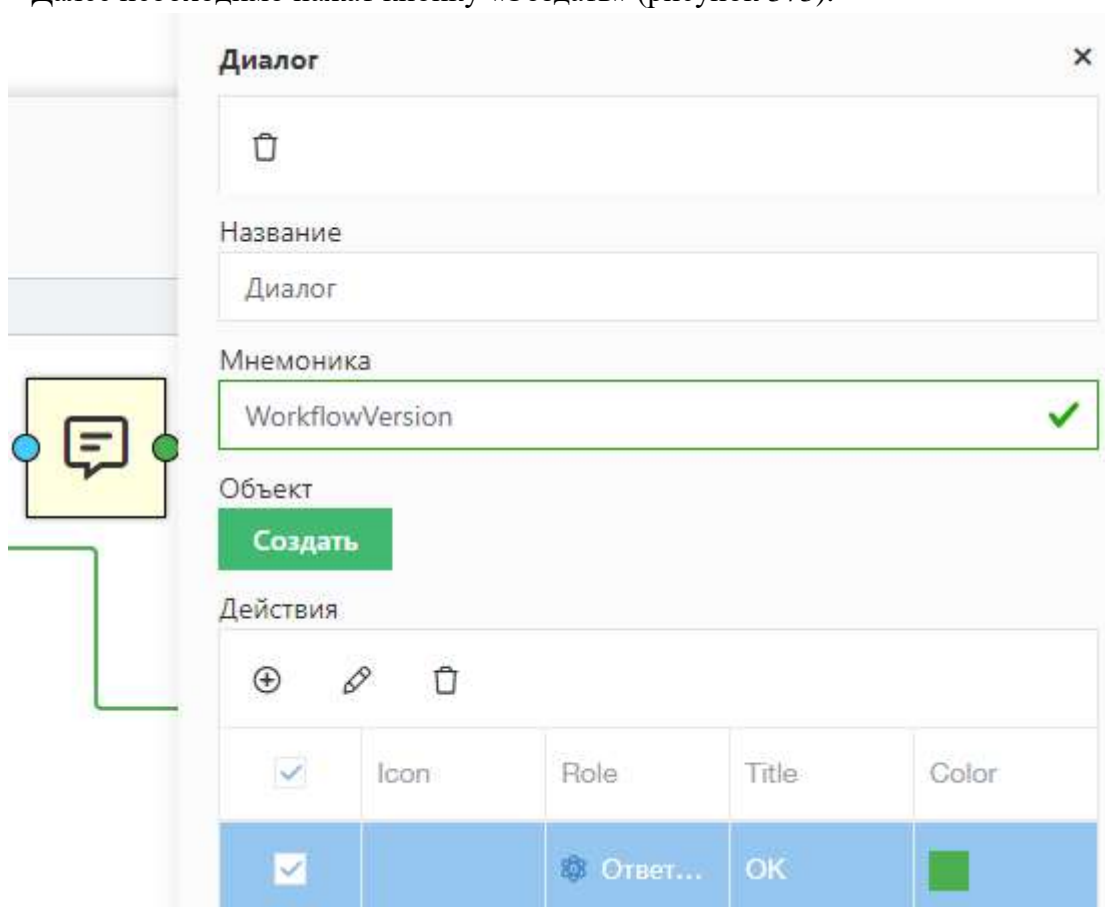 Диалог
Название
Диалог
Мнемоника
WorkflowVersion
Объект
Создать
Действия
Icon Role Title Color
Ответ... OK